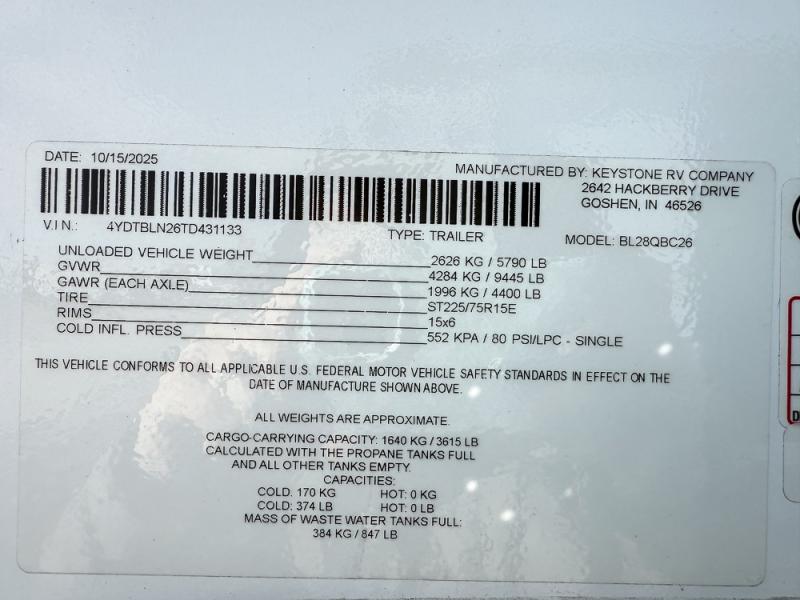 DATE: 10/15/2025
MANUFACTURED BY: KEYSTONE RV COMPANY
2642 HACKBERRY DRIVE
GOSHEN, IN 46526
V.I N.: 4YDTBLN26TD431133
TYPE: TRAILER
MODEL: BL28QBC26
UNLOADED VEHICLE WEIGHT 2626 KG / 5790 LB
GVWR 4284 KG / 9445 LB
GAWR (EACH AXLE) 1996 KG / 4400 LB
TIRE ST225/75R15E
RIMS 15x6
COLD INFL. PRESS 552 KPA / 80 PSI/LPC - SINGLE
THIS VEHICLE CONFORMS TO ALL APPLICABLE U.S. FEDERAL MOTOR VEHICLE SAFETY STANDARDS IN EFFECT ON THE
DATE OF MANUFACTURE SHOWN ABOVE.
ALL WEIGHTS ARE APPROXIMATE.
CARGO-CARRYING CAPACITY: 1640 KG / 3615 LB
CALCULATED WITH THE PROPANE TANKS FULL
AND ALL OTHER TANKS EMPTY.
CAPACITIES:
COLD: 170 KG HOT: 0 KG
COLD: 374 LB HOT: 0 LB
MASS OF WASTE WATER TANKS FULL:
384 KG / 847 LB